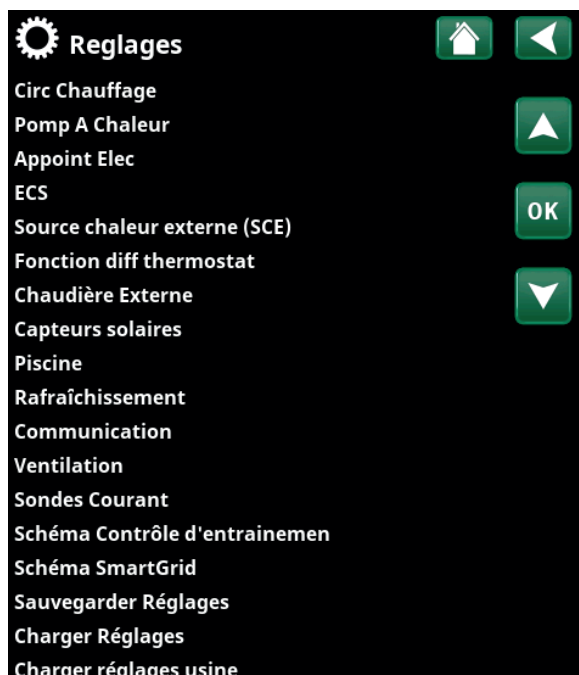 Reglages
Circ Chauffage
Pomp A Chaleur
Appoint Elec
ECS
Source chaleur externe (SCE)
OK
Fonction diff thermostat
Chaudière Externe
Capteurs solaires
Piscine
Rafraîchissement
Communication
Ventilation
Sondes Courant
Schéma Contrôle d'entrainemen
Schéma SmartGrid
Sauvegarder Réglages
Charger Réglages
Charger réglages usine